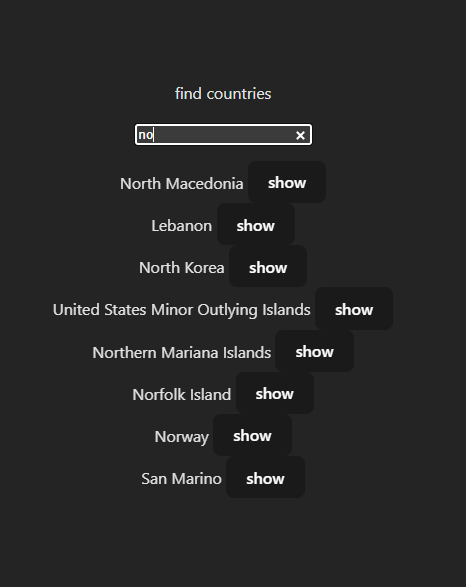 find countries
no
North Macedonia show
Lebanon show
North Korea show
United States Minor Outlying Islands show
Northern Mariana Islands show
Norfolk Island show
Norway show
San Marino show